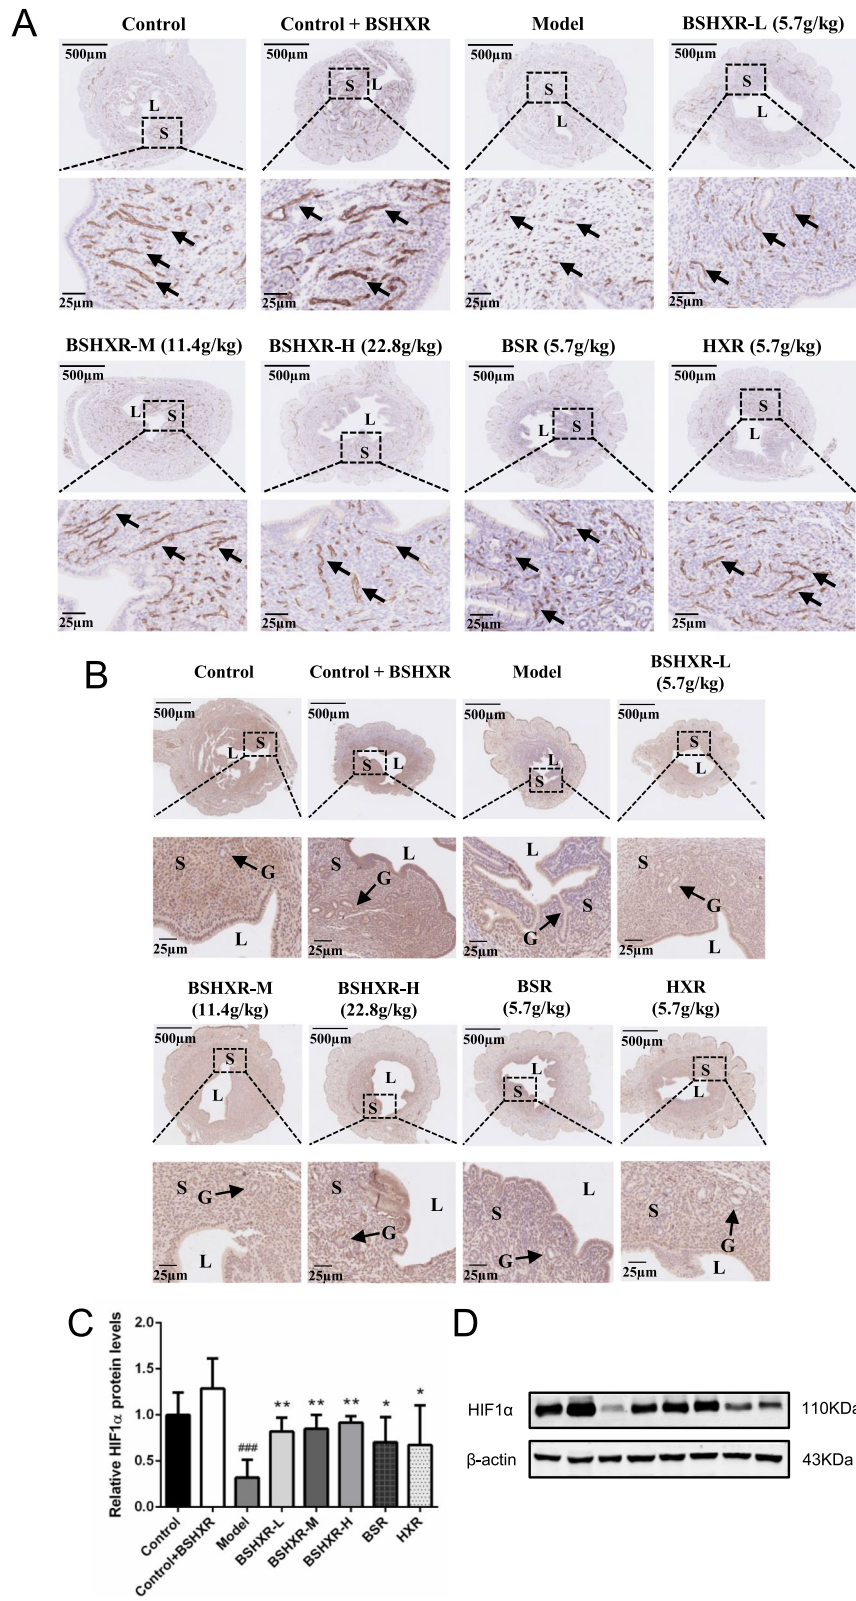 A
Control
Control + BSHXR
Model
BSHXR-L (5.7g/kg)
500μm
L
S
500μm
S
L
500μm
S
L
500μm
S
L
25μm
25μm
25μm
25μm
BSHXR-M (11.4g/kg)
BSHXR-H (22.8g/kg)
BSR (5.7g/kg)
HXR (5.7g/kg)
500μm
L
S
500μm
L
S
500μm
L
S
500μm
S
L
25μm
25μm
25μm
25μm
B
Control
Control + BSHXR
Model
BSHXR-L
(5.7g/kg)
500μm
L
S
500μm
S
L
500μm
L
S
500μm
S
L
S
G
L
25μm
S
L
G
25μm
L
S
G
25μm
S
G
L
25μm
BSHXR-M
(11.4g/kg)
BSHXR-H
(22.8g/kg)
BSR
(5.7g/kg)
HXR
(5.7g/kg)
500μm
S
L
500μm
L
S
500μm
L
S
500μm
S
L
S
G
L
25μm
S
L
G
25μm
L
S
G
25μm
S
G
L
25μm
C
Relative HIF1α protein levels
2.0
1.5
1.0
0.5
0.0
###
**
**
**
*
*
Control
Control+BSHXR
Model
BSHXR-L
BSHXR-M
BSHXR-H
BSR
HXR
D
HIF1α
110KDa
β-actin
43KDa